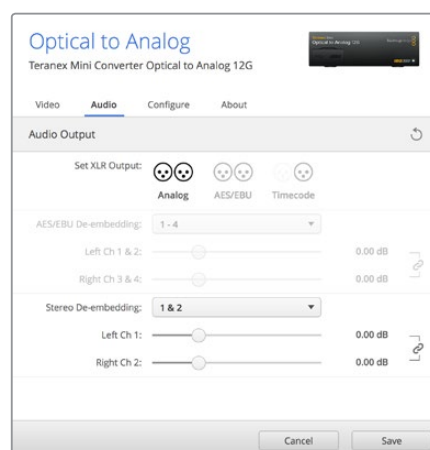 Optical to Analog
Teranex Mini Converter Optical to Analog 12G
Video Audio Configure About
Audio Output
Set XLR Output:
Analog AES/EBU Timecode
AES/EBU De-embedding: 1 - 4
Left Ch 1 & 2: 0.00 dB
Right Ch 3 & 4: 0.00 dB
Stereo De-embedding: 1 & 2
Left Ch 1: 0.00 dB
Right Ch 2: 0.00 dB
Cancel Save